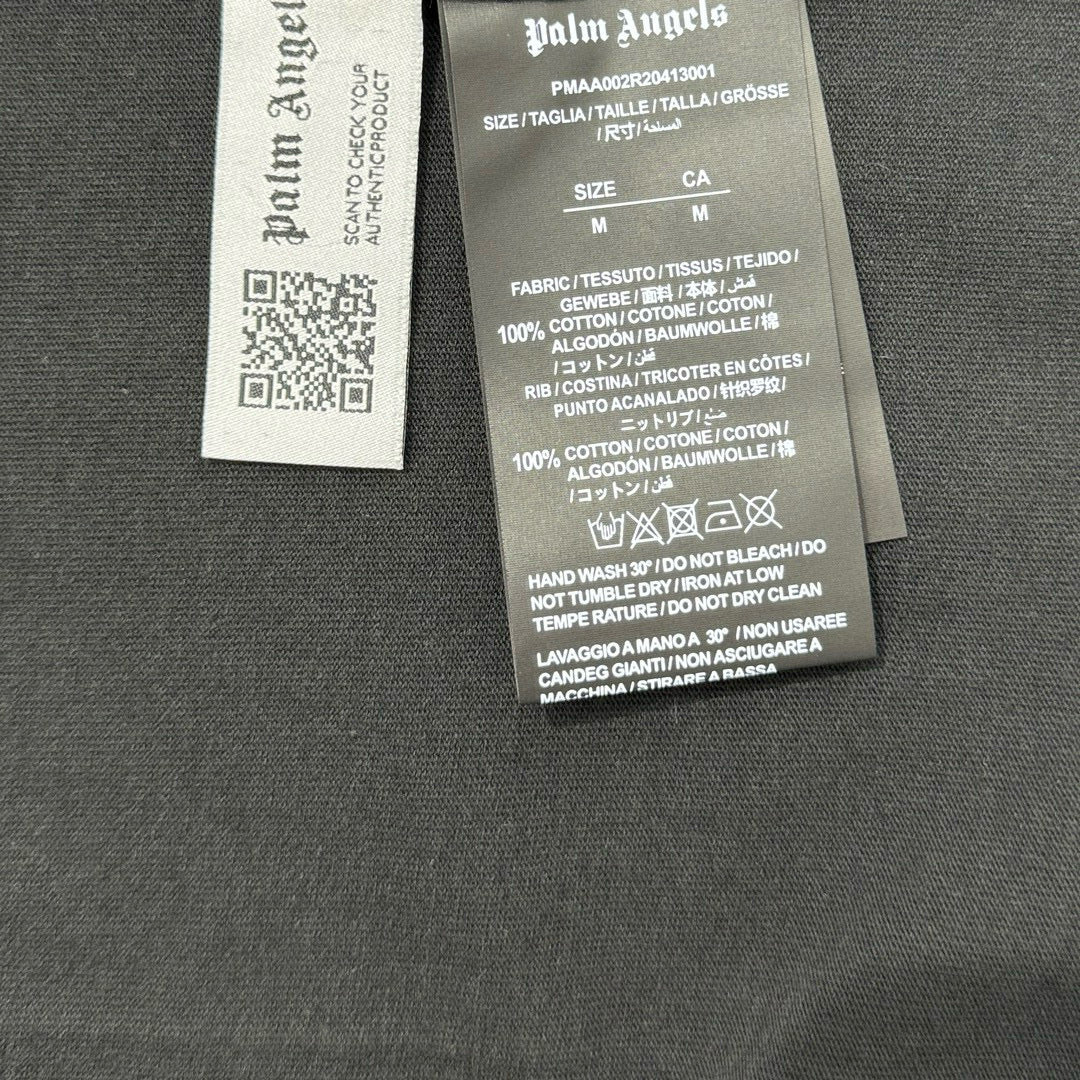 Palm Angels
SCAN TO CHECK YOUR
AUTHENTICPRODUCT
Palm Angels
PMAA002R20413001
SIZE / TAGLIA / TAILLE / TALLA / GRÖSSE
/ 尺寸 / المساحة
SIZE CA
M M
FABRIC / TESSUTO / TISSUS / TEJIDO /
GEWEBE / 面料 / 本体 / قماش
100% COTTON / COTONE / COTON /
ALGODÓN / BAUMWOLLE / 棉
/ コットン / قطن
RIB / COSTINA / TRICOTER EN CÔTES /
PUNTO ACANALADO / 针织罗纹 /
ニットリブ /
100% COTTON / COTONE / COTON /
ALGODÓN / BAUMWOLLE / 棉
/ コットン / قطن
HAND WASH 30° / DO NOT BLEACH / DO
NOT TUMBLE DRY / IRON AT LOW
TEMPE RATURE / DO NOT DRY CLEAN
LAVAGGIO A MANO A 30° / NON USAREE
CANDEG GIANTI / NON ASCIUGARE A
MACCHINA / STIRARE A BASSA